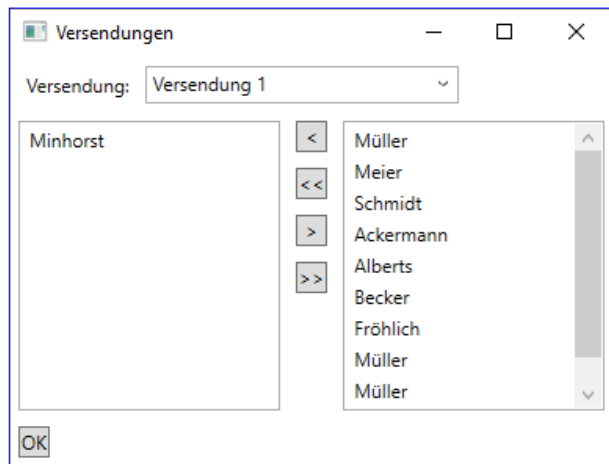 Versendungen
Versendung: Versendung 1
Minhorst
<
<<
>
>>
Müller
Meier
Schmidt
Ackermann
Alberts
Becker
Fröhlich
Müller
Müller
OK